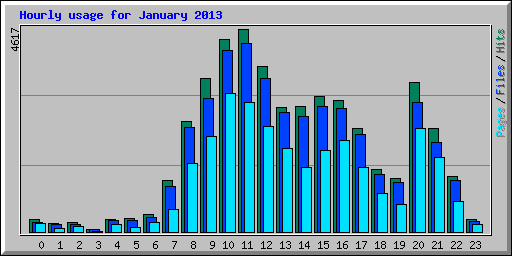 Hourly usage for January 2013
4617
Pages/Files/Hits
0 1 2 3 4 5 6 7 8 9 10 11 12 13 14 15 16 17 18 19 20 21 22 23